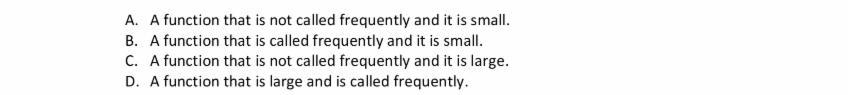 A. A function that is not called frequently and it is small.
B. A function that is called frequently and it is small.
C. A function that is not called frequently and it is large.
D. A function that is large and is called frequently.